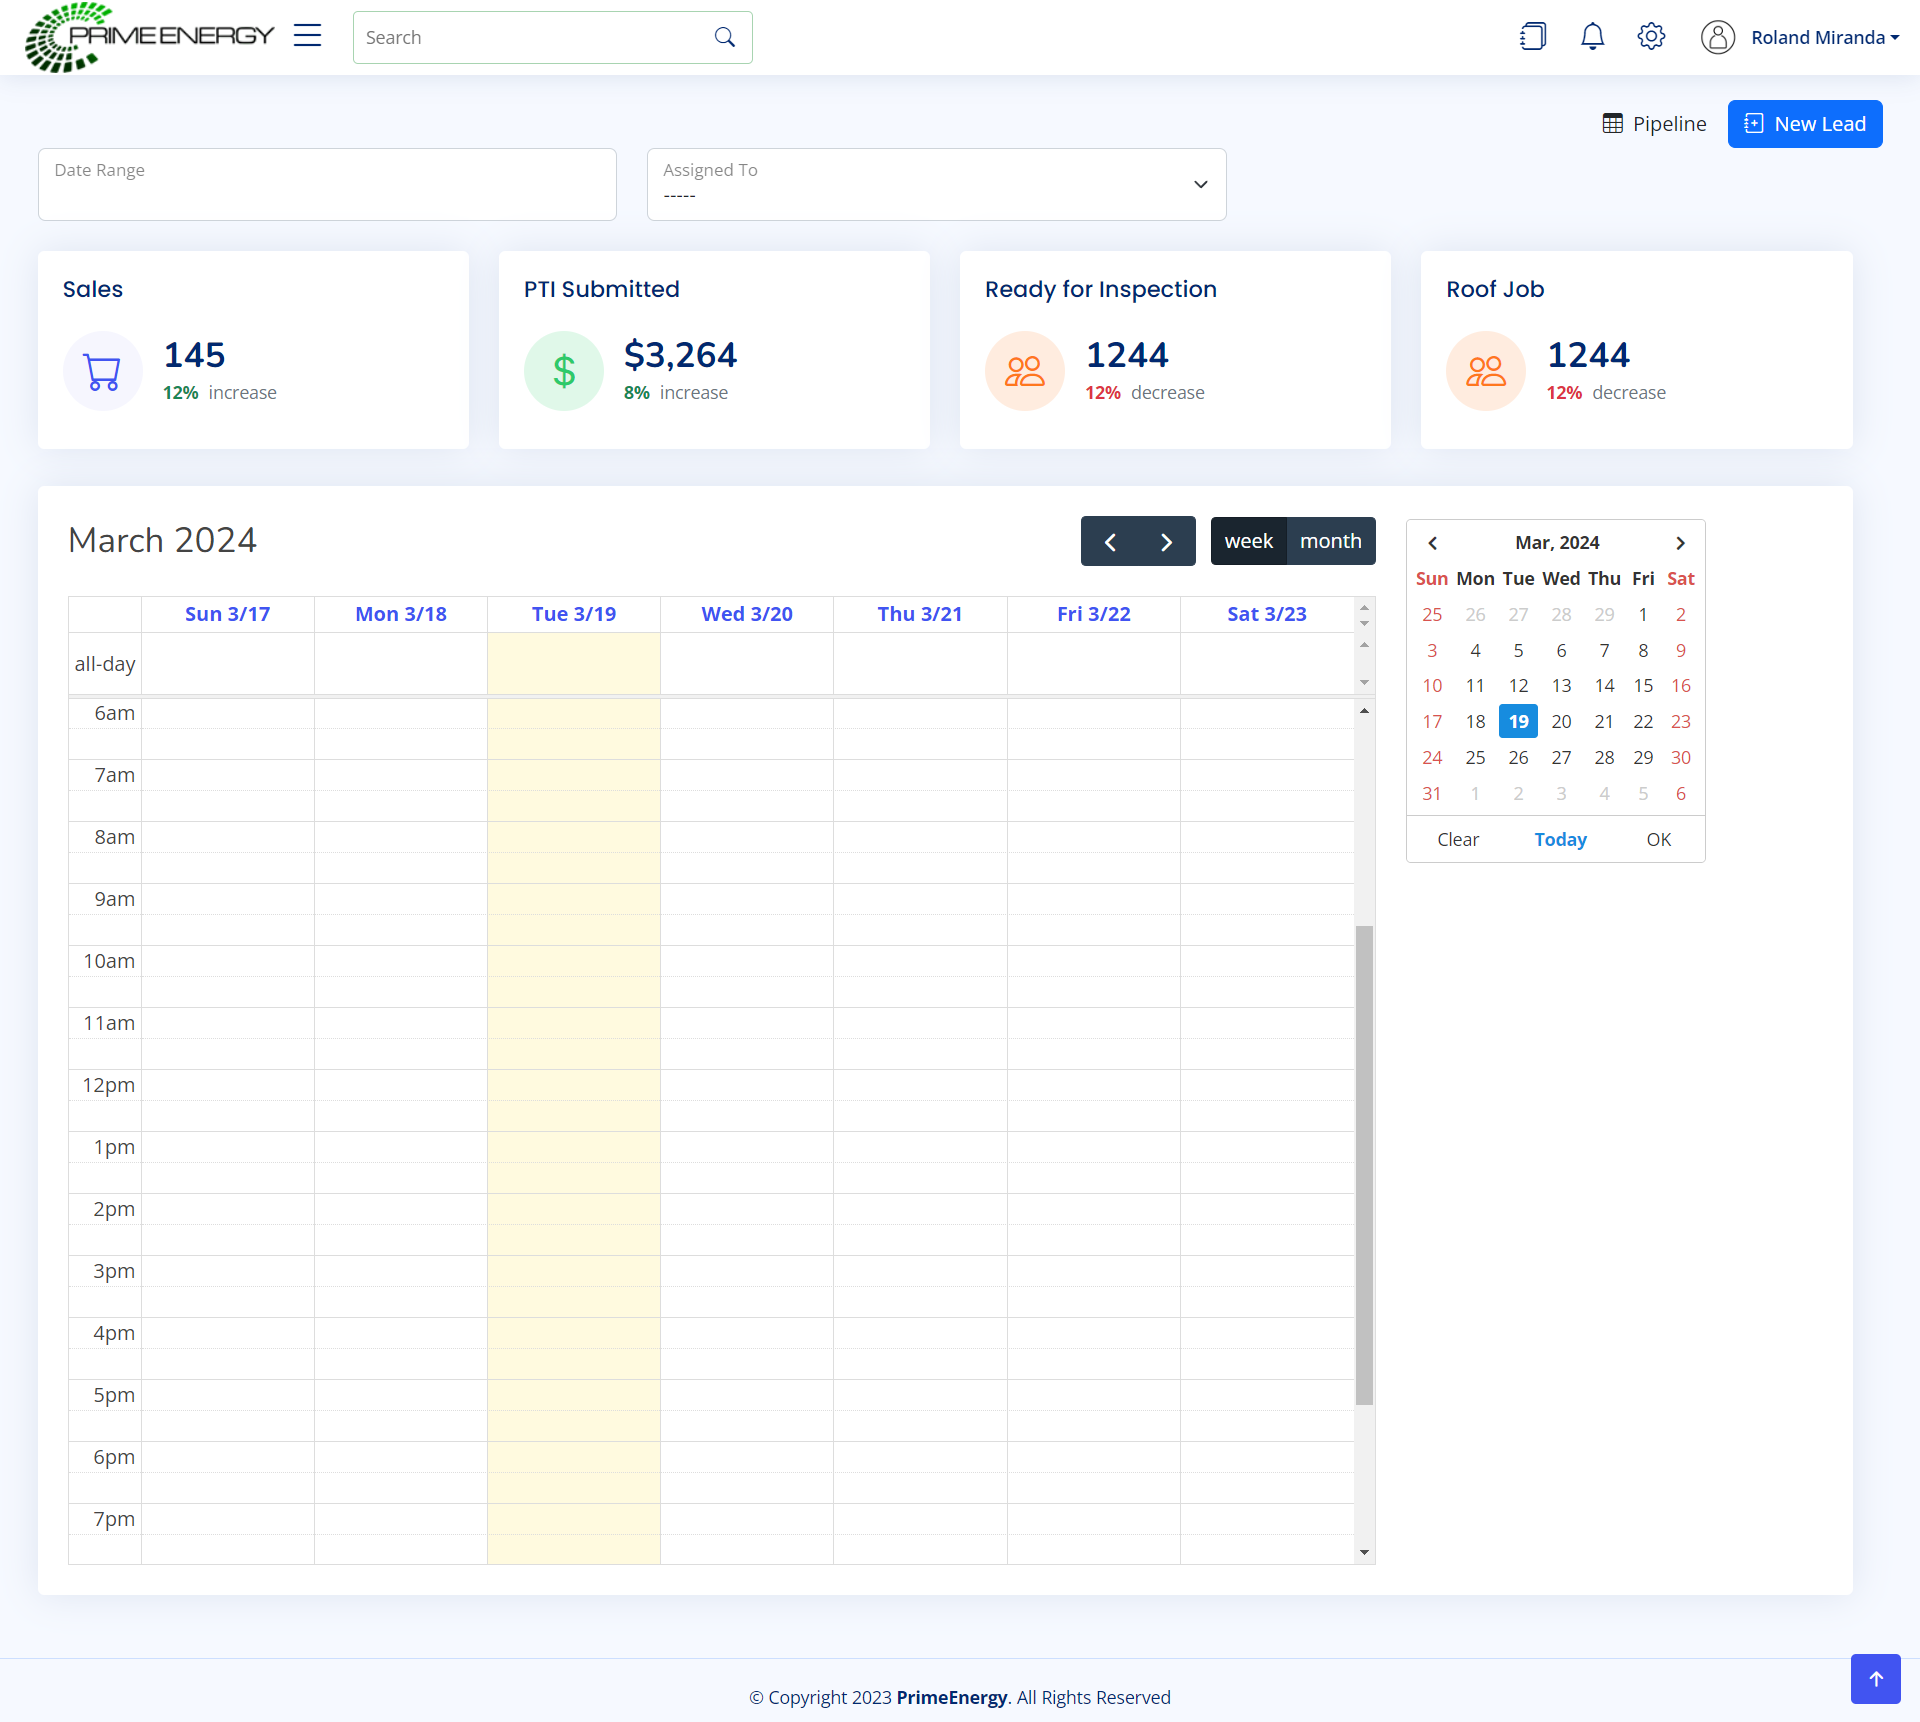 PRIMEENERGY
Search
Roland Miranda
Pipeline
New Lead
Date Range
Assigned To
-----
Sales
145
12% increase
PTI Submitted
$3,264
8% increase
Ready for Inspection
1244
12% decrease
Roof Job
1244
12% decrease
March 2024
week month
Sun 3/17 Mon 3/18 Tue 3/19 Wed 3/20 Thu 3/21 Fri 3/22 Sat 3/23
all-day
6am
7am
8am
9am
10am
11am
12pm
1pm
2pm
3pm
4pm
5pm
6pm
7pm
Mar, 2024
Sun Mon Tue Wed Thu Fri Sat
25 26 27 28 29 1 2
3 4 5 6 7 8 9
10 11 12 13 14 15 16
17 18 19 20 21 22 23
24 25 26 27 28 29 30
31 1 2 3 4 5 6
Clear Today OK
© Copyright 2023 PrimeEnergy. All Rights Reserved